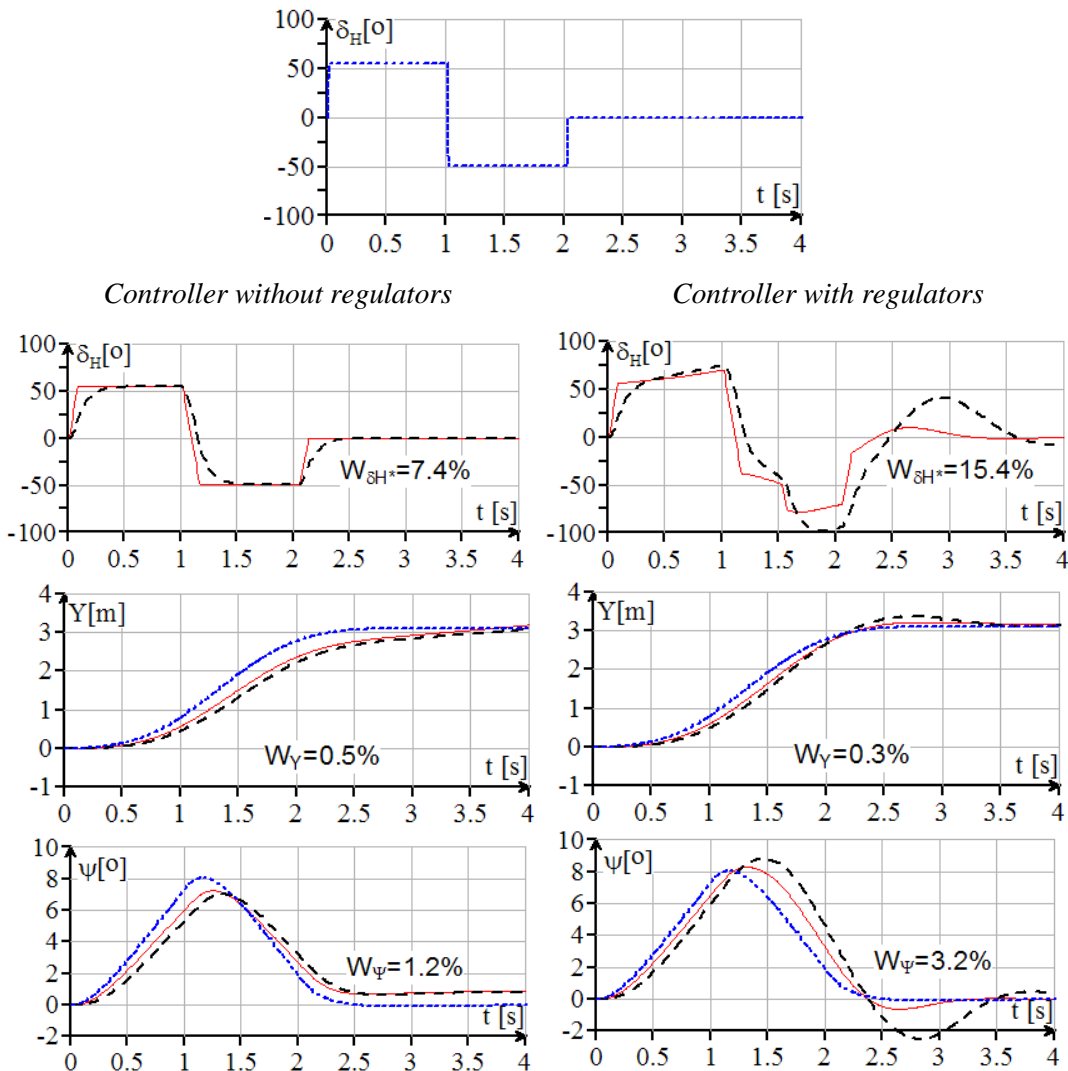 100
δH[o]
50
0
-50
t [s]
-100
0 0.5 1 1.5 2 2.5 3 3.5 4
Controller without regulators
Controller with regulators
100
δH[o]
50
0
WδH*=7.4%
-50
t [s]
-100
0 0.5 1 1.5 2 2.5 3 3.5 4
100
δH[o]
50
0
WδH*=15.4%
-50
t [s]
-100
0 0.5 1 1.5 2 2.5 3 3.5 4
4
Y[m]
3
2
1
0
WY=0.5%
t [s]
-1
0 0.5 1 1.5 2 2.5 3 3.5 4
4
Y[m]
3
2
1
0
WY=0.3%
t [s]
-1
0 0.5 1 1.5 2 2.5 3 3.5 4
10
ψ[o]
8
6
4
2
WΨ=1.2%
0
t [s]
-2
0 0.5 1 1.5 2 2.5 3 3.5 4
10
ψ[o]
8
6
4
2
WΨ=3.2%
0
t [s]
-2
0 0.5 1 1.5 2 2.5 3 3.5 4